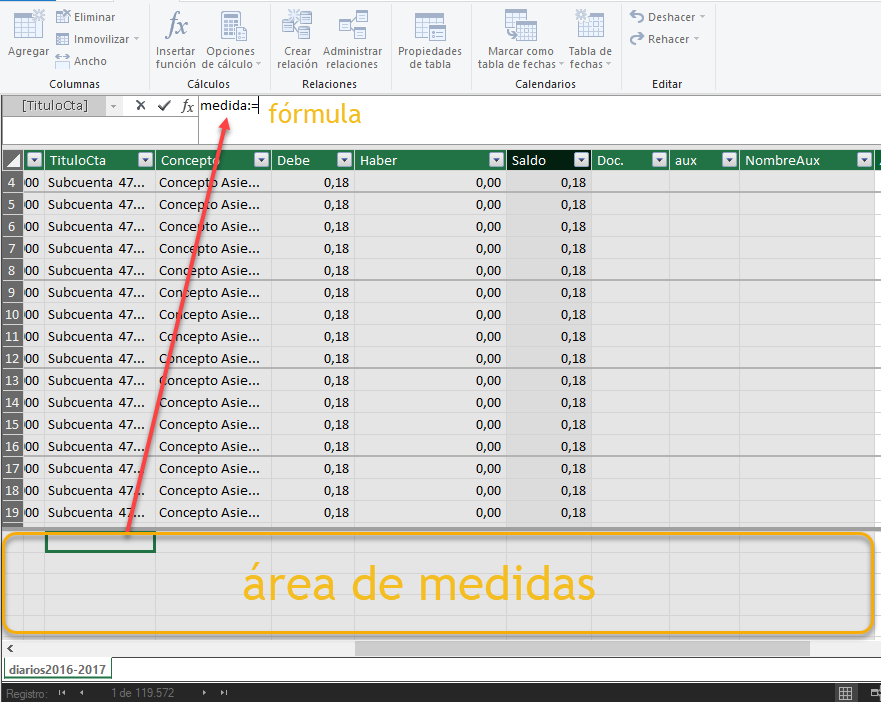 Agregar
Eliminar
Inmovilizar
Ancho
Columnas
fx
Insertar función
Opciones de cálculo
Cálculos
Crear relación
Administrar relaciones
Relaciones
Propiedades de tabla
Marcar como tabla de fechas
Tabla de fechas
Calendarios
Deshacer
Rehacer
Editar
[TituloCta] fx medida:= fórmula
TituloCta Concepto Debe Haber Saldo Doc. aux NombreAux
4 00 Subcuenta 47... Concepto Asie... 0,18 0,00 0,18
5 00 Subcuenta 47... Concepto Asie... 0,18 0,00 0,18
6 00 Subcuenta 47... Concepto Asie... 0,18 0,00 0,18
7 00 Subcuenta 47... Concepto Asie... 0,18 0,00 0,18
8 00 Subcuenta 47... Concepto Asie... 0,18 0,00 0,18
9 00 Subcuenta 47... Concepto Asie... 0,18 0,00 0,18
10 00 Subcuenta 47... Concepto Asie... 0,18 0,00 0,18
11 00 Subcuenta 47... Concepto Asie... 0,18 0,00 0,18
12 00 Subcuenta 47... Concepto Asie... 0,18 0,00 0,18
13 00 Subcuenta 47... Concepto Asie... 0,18 0,00 0,18
14 00 Subcuenta 47... Concepto Asie... 0,18 0,00 0,18
15 00 Subcuenta 47... Concepto Asie... 0,18 0,00 0,18
16 00 Subcuenta 47... Concepto Asie... 0,18 0,00 0,18
17 00 Subcuenta 47... Concepto Asie... 0,18 0,00 0,18
18 00 Subcuenta 47... Concepto Asie... 0,18 0,00 0,18
19 00 Subcuenta 47... Concepto Asie... 0,18 0,00 0,18
área de medidas
diarios2016-2017
Registro: 1 de 119.572